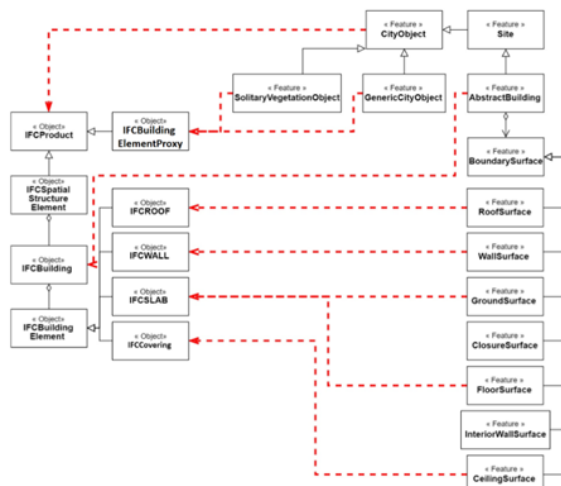 « Feature »
CityObject
« Feature »
Site
« Feature »
SolitaryVegetationObject
« Feature »
GenericCityObject
« Feature »
AbstractBuilding
« Object»
IFCProduct
« Object»
IFCBuilding
ElementProxy
« Feature »
BoundarySurface
« Object»
IFCSpatial
Structure
Element
« Object»
IFCROOF
« Feature »
RoofSurface
« Object»
IFCBuilding
« Object»
IFCWALL
« Feature »
WallSurface
« Object»
IFCSLAB
« Feature »
GroundSurface
« Object»
IFCBuilding
Element
« Object»
IFCCovering
« Feature »
ClosureSurface
« Feature »
FloorSurface
« Feature »
InteriorWallSurface
« Feature »
CeilingSurface